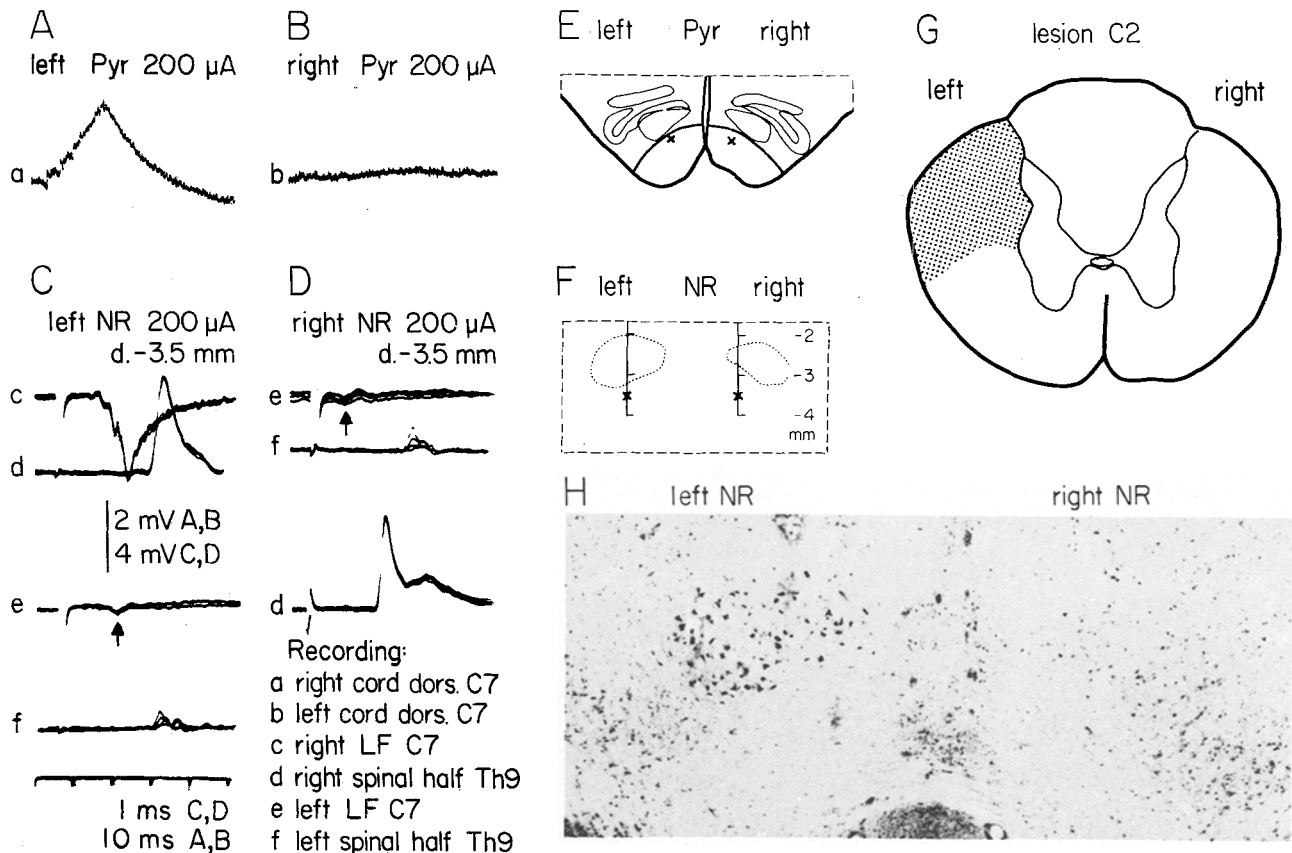 A
left Pyr 200 µA
a
B
right Pyr 200 µA
b
C
left NR 200 µA
d.-3.5 mm
c
d
2 mV A,B
4 mV C,D
e
f
1 ms C,D
10 ms A,B
D
right NR 200 µA
d.-3.5 mm
e
f
d
Recording:
a right cord dors. C7
b left cord dors. C7
c right LF C7
d right spinal half Th9
e left LF C7
f left spinal half Th9
E left Pyr right
x x
F left NR right
-2
-3
x x
-4
mm
G lesion C2
left right
H left NR right NR